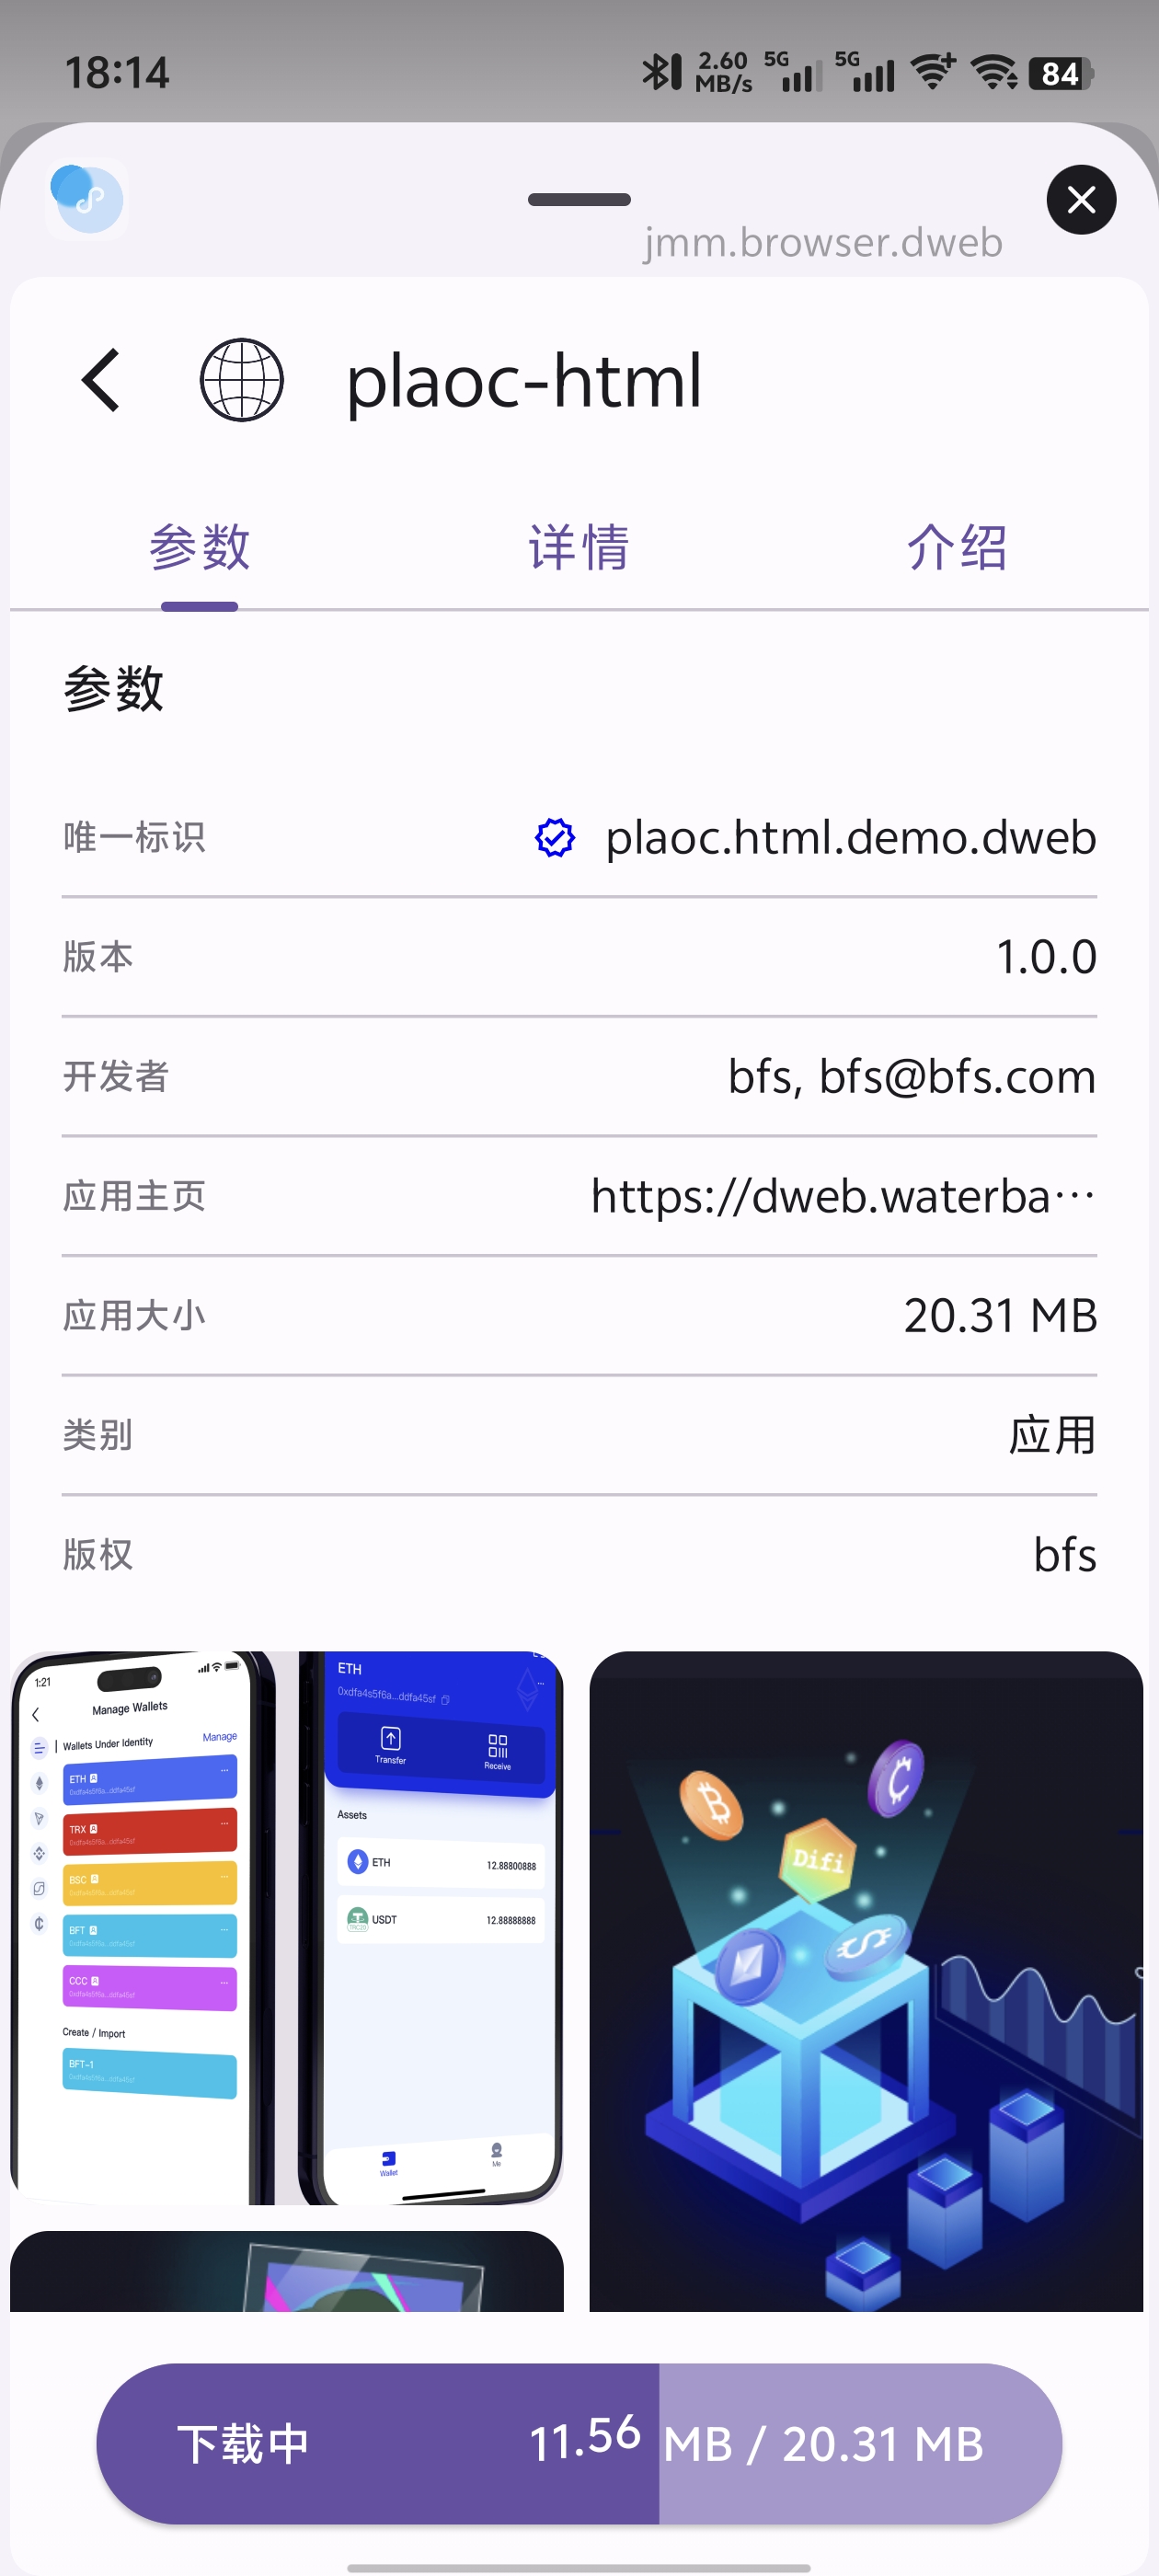 18:14
2.60 MB/s 5G 5G 84
jmm.browser.dweb
plaoc-html
参数 详情 介绍
参数
唯一标识 plaoc.html.demo.dweb
版本 1.0.0
开发者 bfs, bfs@bfs.com
应用主页 https://dweb.waterba…
应用大小 20.31 MB
类别 应用
版权 bfs
1:21
Manage Wallets
Wallets Under Identity Manage
ETH
TRX
BSC
BFT
CCC
Create / Import
BFT-1
ETH
0xdfa4s5f6a...ddfa45sf
Transfer Receive
Assets
ETH 12.88800888
USDT 12.88888888
Wallet Me
Difi
下载中 11.56 MB / 20.31 MB